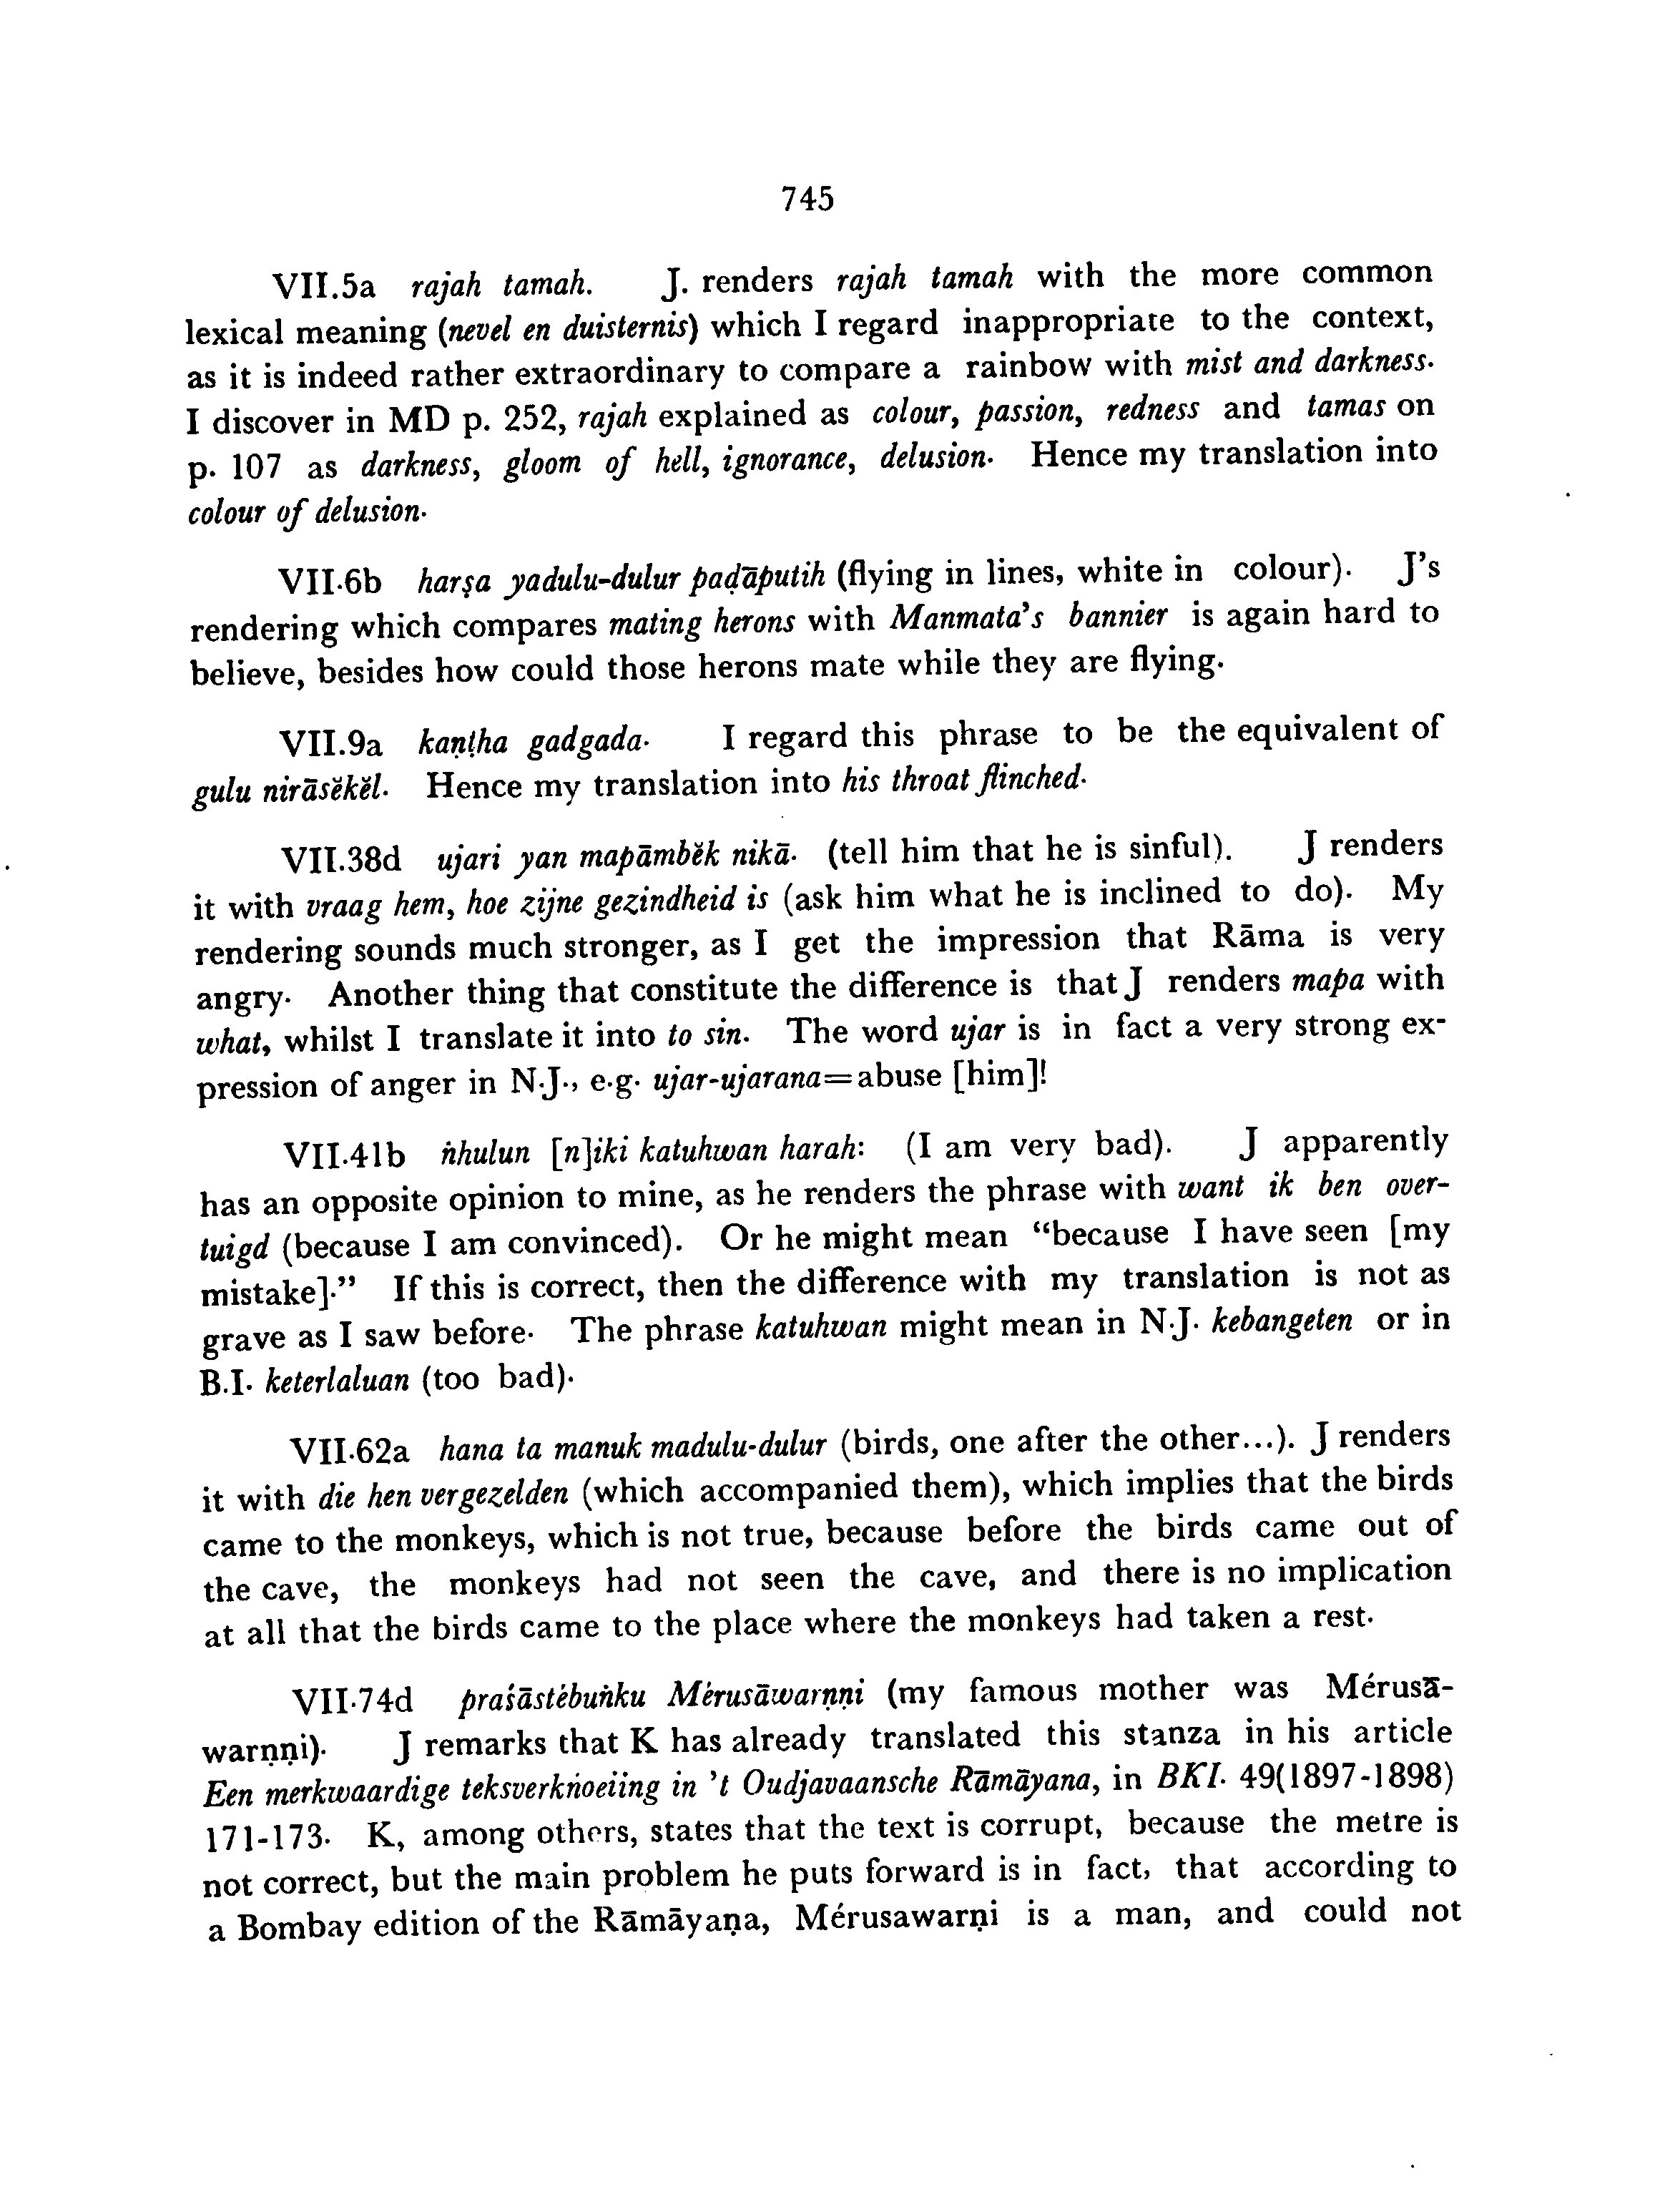 745
VII.5a rajah tamah. J. renders rajah tamah with the more common
lexical meaning (nevel en duisternis) which I regard inappropriate to the context,
as it is indeed rather extraordinary to compare a rainbow with mist and darkness.
I discover in MD p. 252, rajah explained as colour, passion, redness and tamas on
p. 107 as darkness, gloom of hell, ignorance, delusion. Hence my translation into
colour of delusion.
VII.6b harṣa yadulu-dulur paḍāputih (flying in lines, white in colour). J's
rendering which compares mating herons with Manmata's bannier is again hard to
believe, besides how could those herons mate while they are flying.
VII.9a kaṇṭha gadgada. I regard this phrase to be the equivalent of
gulu nirāsĕkĕl. Hence my translation into his throat flinched.
VII.38d ujari yan mapāmbĕk nikā. (tell him that he is sinful). J renders
it with vraag hem, hoe zijne gezindheid is (ask him what he is inclined to do). My
rendering sounds much stronger, as I get the impression that Rāma is very
angry. Another thing that constitute the difference is that J renders mapa with
what, whilst I translate it into to sin. The word ujar is in fact a very strong ex-
pression of anger in N.J., e.g. ujar-ujarana=abuse [him]!
VII.41b ṅhulun [n]iki katuhwan harah: (I am very bad). J apparently
has an opposite opinion to mine, as he renders the phrase with want ik ben over-
tuigd (because I am convinced). Or he might mean “because I have seen [my
mistake].” If this is correct, then the difference with my translation is not as
grave as I saw before. The phrase katuhwan might mean in N.J. kebangeten or in
B.I. keterlaluan (too bad).
VII.62a hana ta manuk madulu-dulur (birds, one after the other...). J renders
it with die hen vergezelden (which accompanied them), which implies that the birds
came to the monkeys, which is not true, because before the birds came out of
the cave, the monkeys had not seen the cave, and there is no implication
at all that the birds came to the place where the monkeys had taken a rest.
VII.74d praśāstébuṅku Mérusāwarṇṇi (my famous mother was Mérusā-
warṇṇi). J remarks that K has already translated this stanza in his article
Een merkwaardige teksverkṅoeiing in 't Oudjavaansche Rāmāyana, in BKI. 49(1897-1898)
171-173. K, among others, states that the text is corrupt, because the metre is
not correct, but the main problem he puts forward is in fact, that according to
a Bombay edition of the Rāmāyaṇa, Mérusawarṇi is a man, and could not